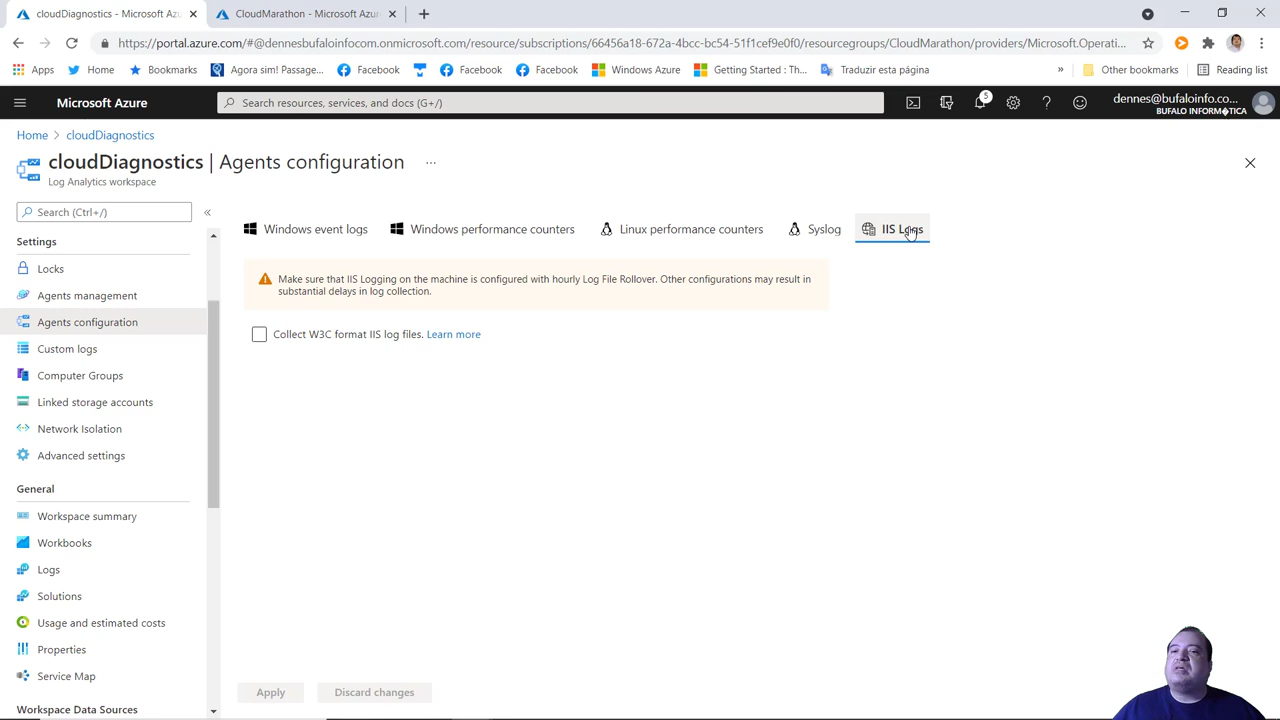 cloudDiagnostics - Microsoft Az
CloudMarathon - Microsoft Azur
https://portal.azure.com/#@dennesbufaloinfocom.onmicrosoft.com/resource/subscriptions/66456a18-672a-4bcc-bc54-51f1cef9e0f0/resourcegroups/CloudMarathon/providers/Microsoft.Operati...
Apps
Home
Bookmarks
Agora sim! Passage...
Facebook
Facebook
Facebook
Windows Azure
Getting Started : Th...
Traduzir esta página
»
Other bookmarks
Reading list
Microsoft Azure
Search resources, services, and docs (G+/)
5
dennes@bufaloinfo.co...
BUFALO INFORM�TICA
Home > cloudDiagnostics
cloudDiagnostics | Agents configuration ...
Log Analytics workspace
Search (Ctrl+/)
«
Settings
Locks
Agents management
Agents configuration
Custom logs
Computer Groups
Linked storage accounts
Network Isolation
Advanced settings
General
Workspace summary
Workbooks
Logs
Solutions
Usage and estimated costs
Properties
Service Map
Workspace Data Sources
Windows event logs
Windows performance counters
Linux performance counters
Syslog
IIS Logs
Make sure that IIS Logging on the machine is configured with hourly Log File Rollover. Other configurations may result in
substantial delays in log collection.
Collect W3C format IIS log files. Learn more
Apply
Discard changes